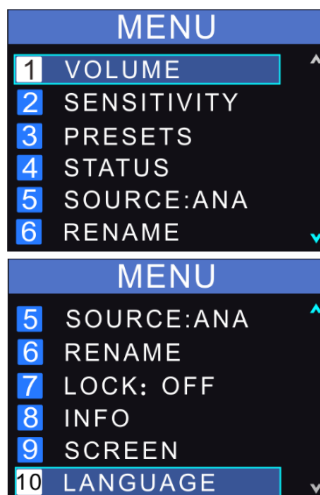 MENU
1 VOLUME
2 SENSITIVITY
3 PRESETS
4 STATUS
5 SOURCE:ANA
6 RENAME
MENU
5 SOURCE:ANA
6 RENAME
7 LOCK: OFF
8 INFO
9 SCREEN
10 LANGUAGE